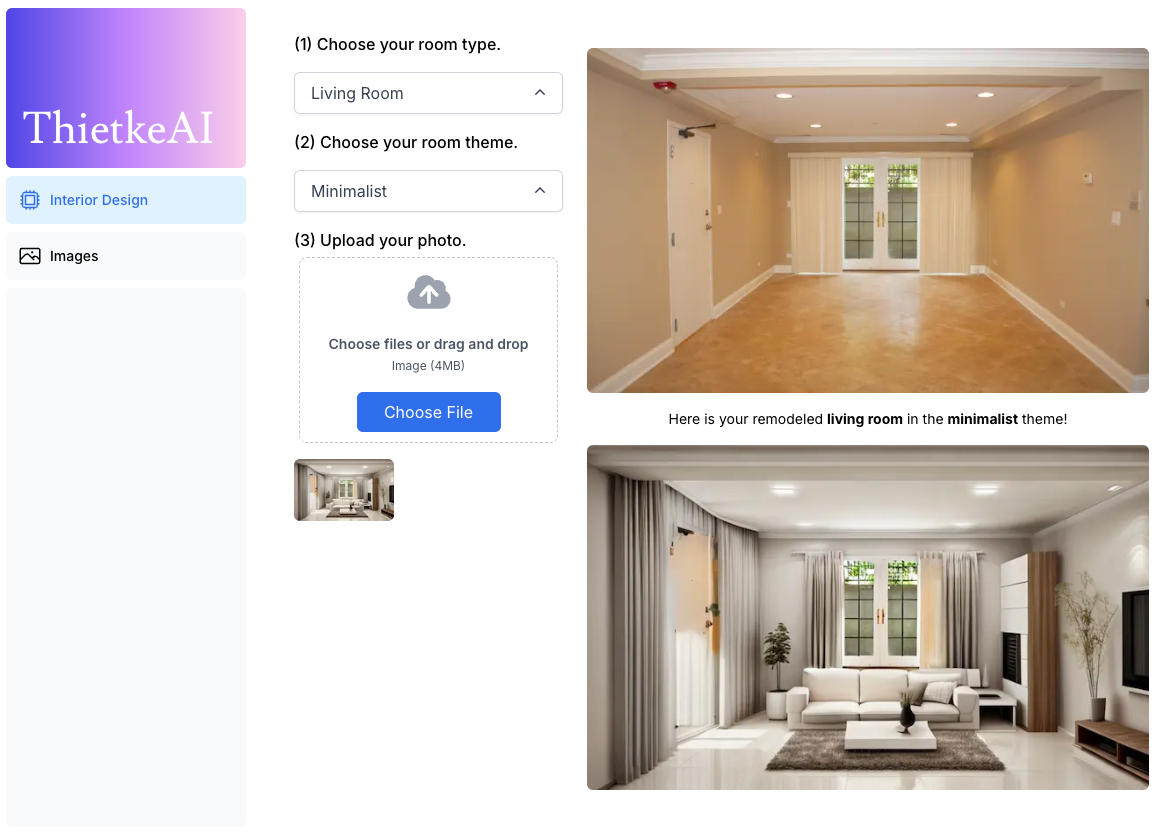 ThietkeAI
Interior Design
Images
(1) Choose your room type.
Living Room
(2) Choose your room theme.
Minimalist
(3) Upload your photo.
Choose files or drag and drop
Image (4MB)
Choose File
Here is your remodeled living room in the minimalist theme!